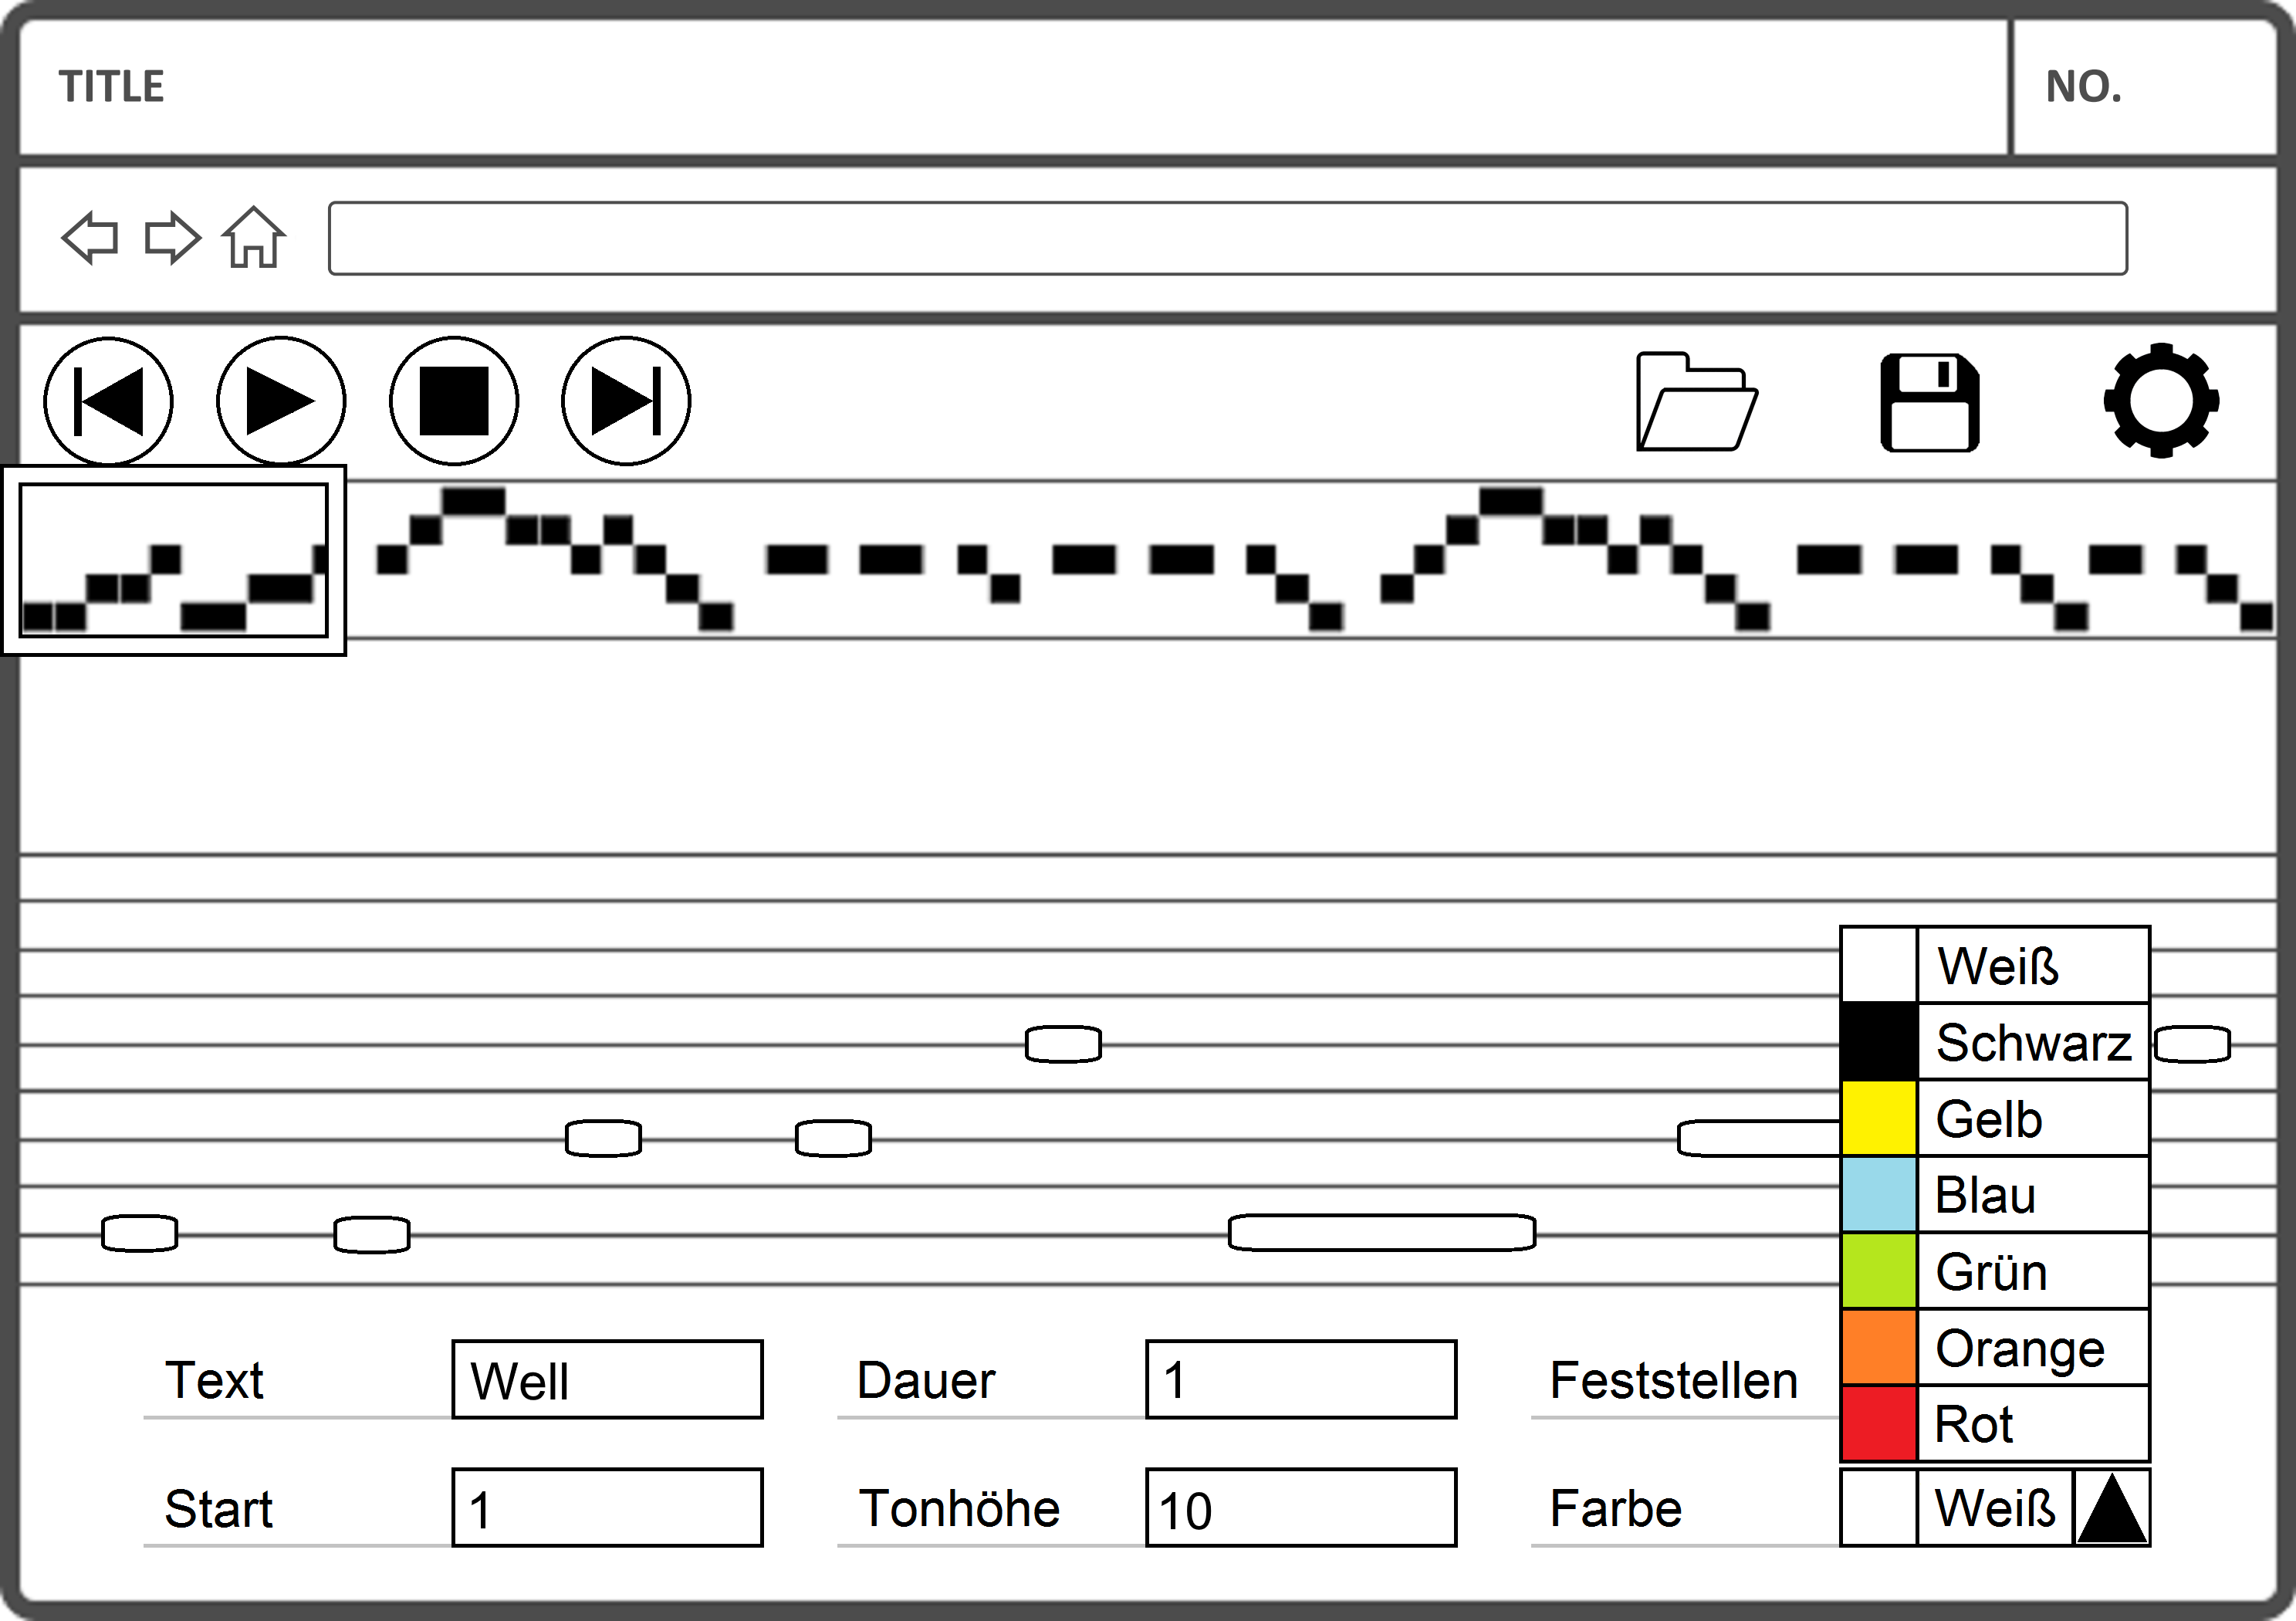 TITLE NO.
Weiß
Schwarz
Gelb
Blau
Grün
Orange
Rot
Text Well Dauer 1 Feststellen
Start 1 Tonhöhe 10 Farbe Weiß